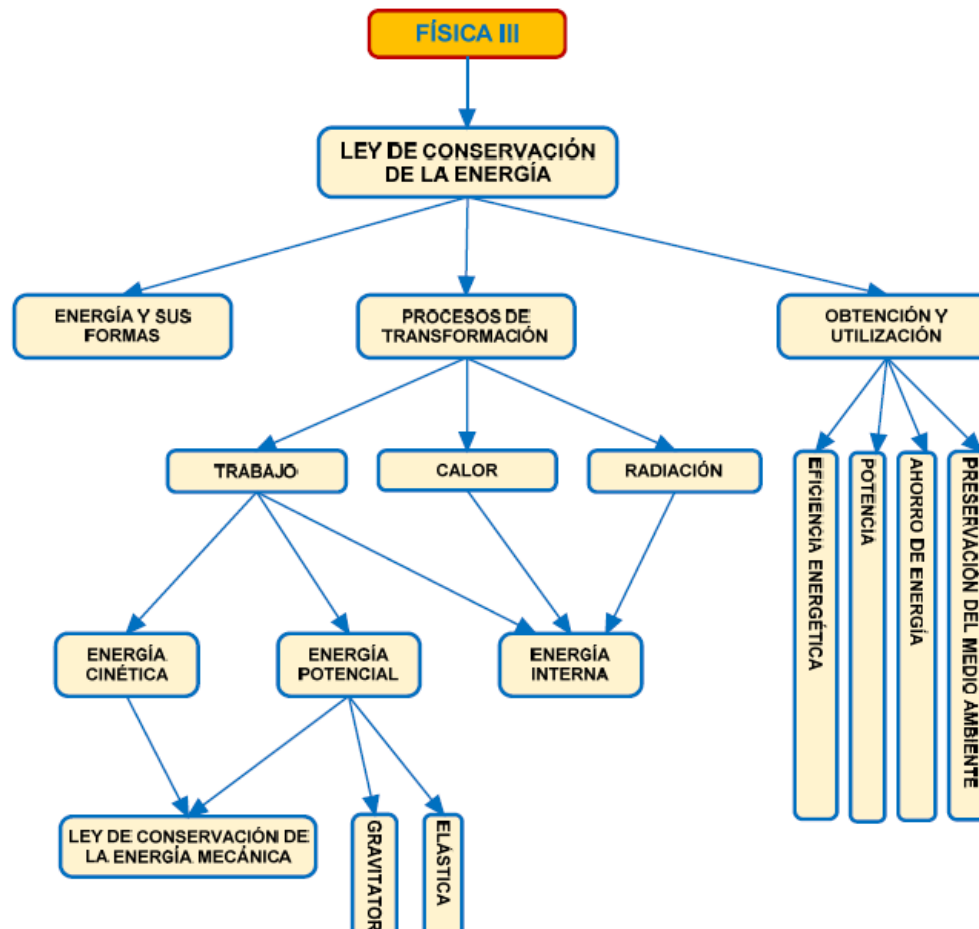 FÍSICA III
LEY DE CONSERVACIÓN
DE LA ENERGÍA
ENERGÍA Y SUS
FORMAS
PROCESOS DE
TRANSFORMACIÓN
OBTENCIÓN Y
UTILIZACIÓN
TRABAJO
CALOR
RADIACIÓN
EFICIENCIA ENERGÉTICA
POTENCIA
AHORRO DE ENERGÍA
PRESERVACIÓN DEL MEDIO AMBIENTE
ENERGÍA
CINÉTICA
ENERGÍA
POTENCIAL
ENERGÍA
INTERNA
LEY DE CONSERVACIÓN DE
LA ENERGÍA MECÁNICA
GRAVITATOR
ELÁSTICA